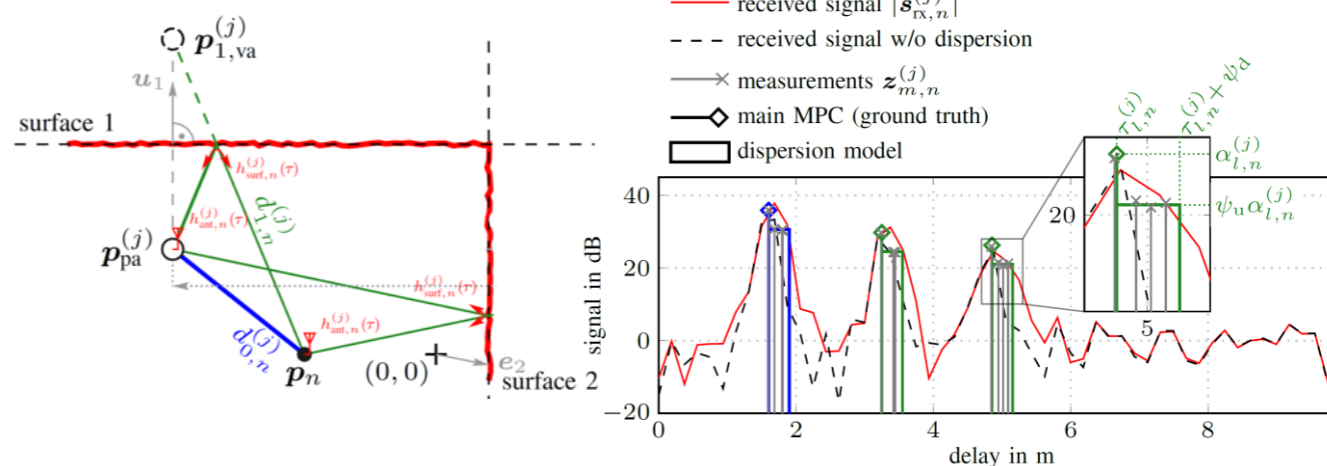 p_{1,va}^{(j)}
u_1
surface 1
h_{surf,n}^{(j)}(τ)
d_{1,n}^{(j)}
h_{ant,n}^{(j)}(τ)
p_{pa}^{(j)}
h_{surf,n}^{(j)}(τ)
d_{0,n}^{(j)}
h_{ant,n}^{(j)}(τ)
p_n
(0, 0)
e_2
surface 2
received signal |s_{rx,n}^{(j)}|
received signal w/o dispersion
measurements z_{m,n}^{(j)}
main MPC (ground truth)
dispersion model
τ_{l,n}^{(j)}
τ_{l,n}^{(j)} + ψ_d
α_{l,n}^{(j)}
ψ_u α_{l,n}^{(j)}
20
5
signal in dB
40
20
0
−20
0 2 4 6 8
delay in m